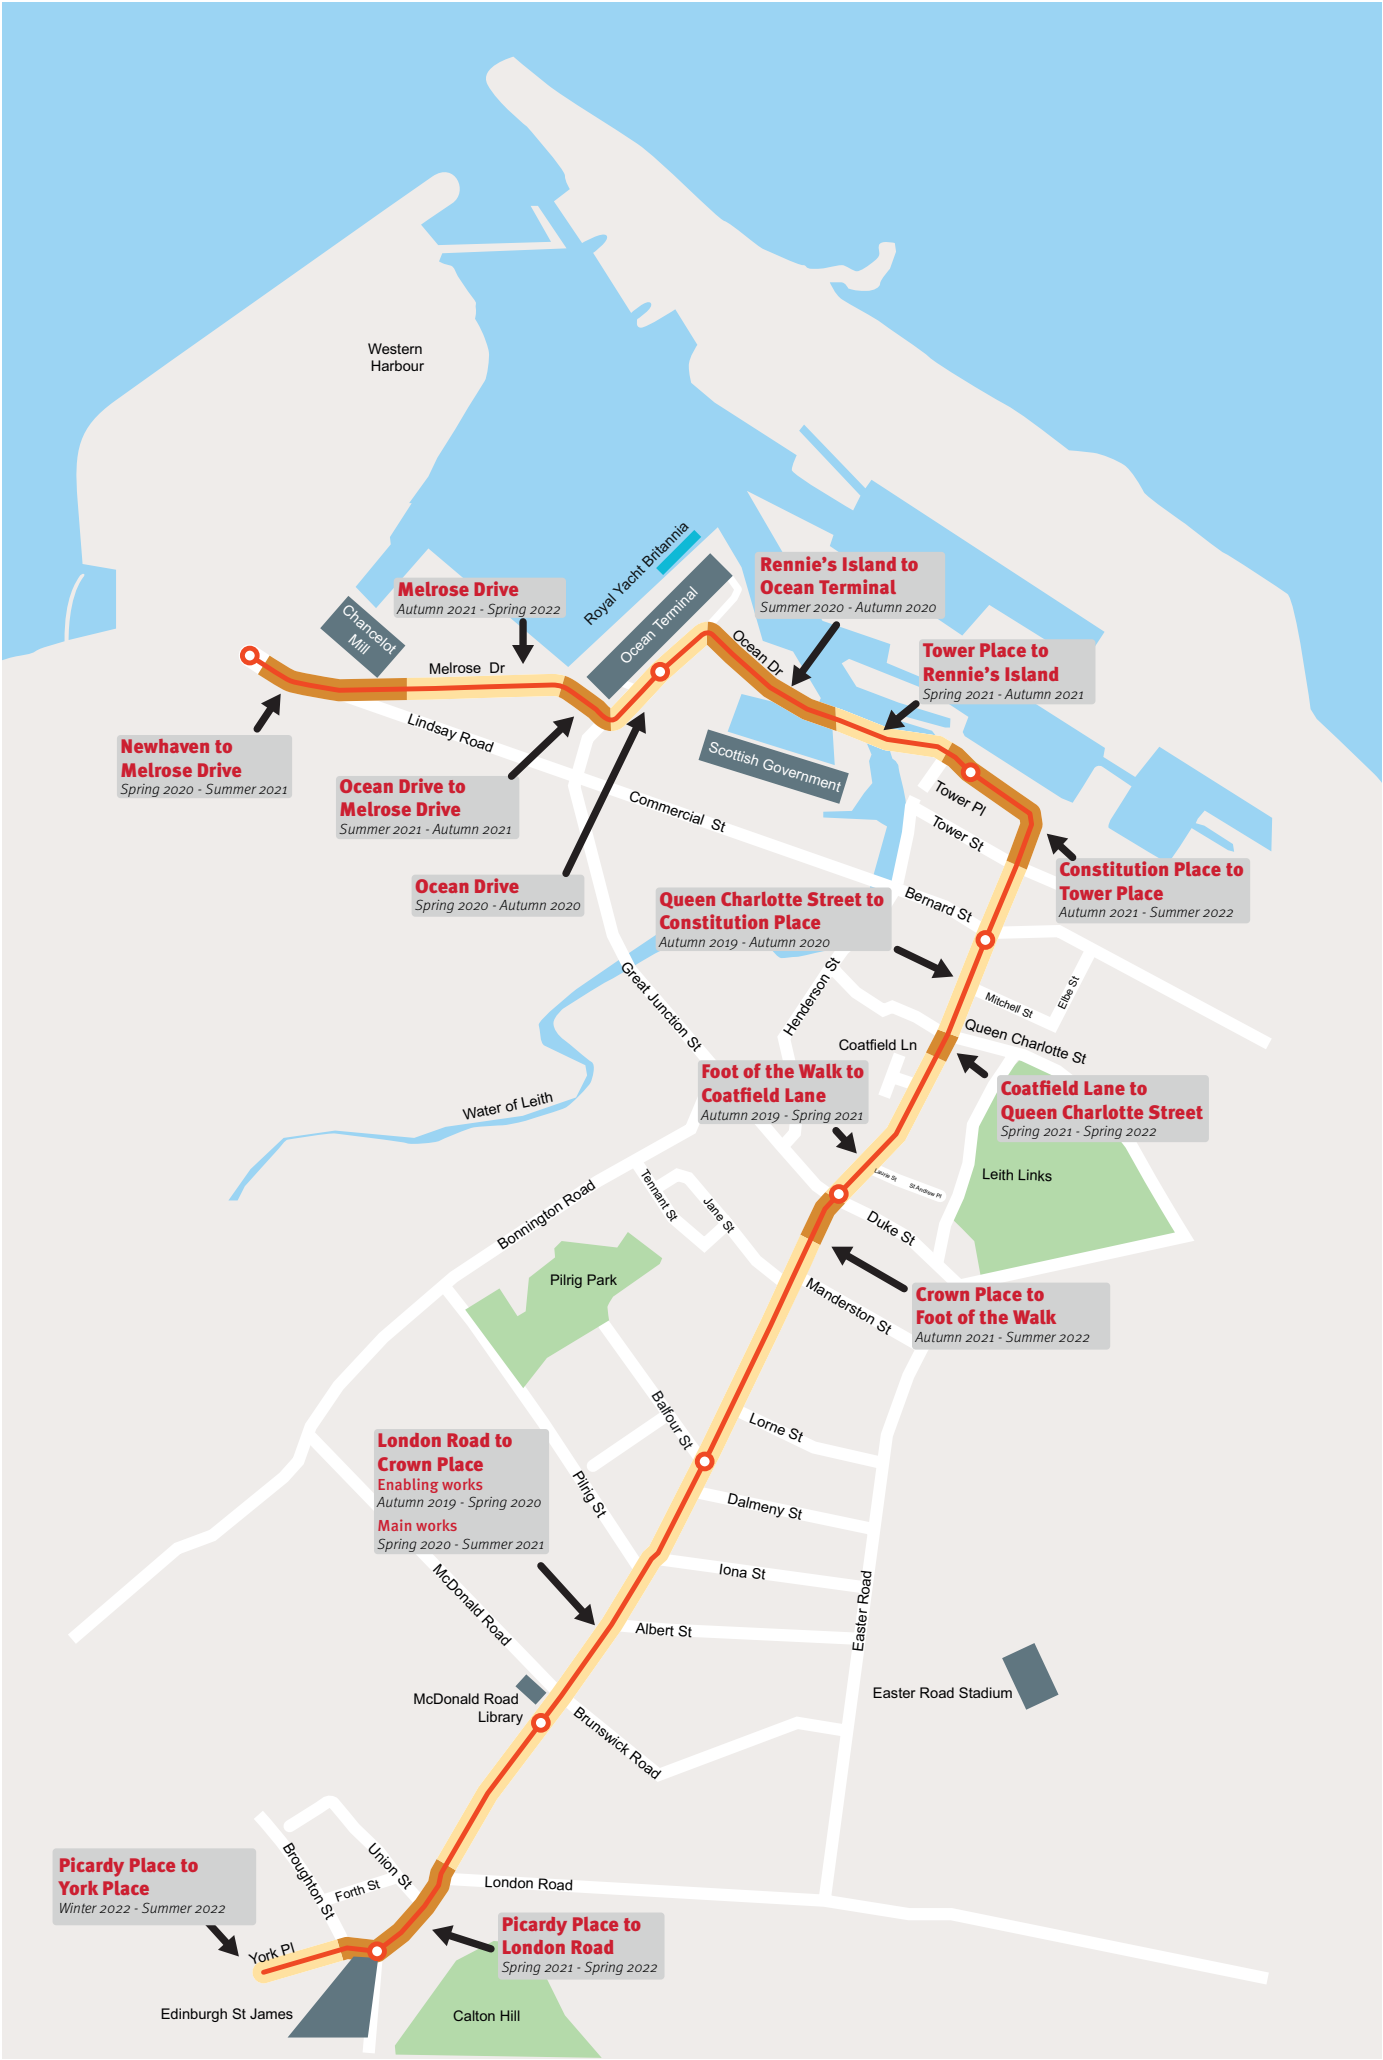 Western
Harbour
Royal Yacht Britannia
Ocean Terminal
Rennie's Island to
Ocean Terminal
Summer 2020 - Autumn 2020
Melrose Drive
Autumn 2021 - Spring 2022
Chancelot
Mill
Melrose Dr
Ocean Dr
Tower Place to
Rennie's Island
Spring 2021 - Autumn 2021
Newhaven to
Melrose Drive
Spring 2020 - Summer 2021
Lindsay Road
Scottish Government
Ocean Drive to
Melrose Drive
Summer 2021 - Autumn 2021
Commercial St
Tower Pl
Tower St
Ocean Drive
Spring 2020 - Autumn 2020
Constitution Place to
Tower Place
Autumn 2021 - Summer 2022
Queen Charlotte Street to
Constitution Place
Autumn 2019 - Autumn 2020
Bernard St
Great Junction St
Henderson St
Mitchell St
Elbe St
Queen Charlotte St
Coatfield Ln
Foot of the Walk to
Coatfield Lane
Autumn 2019 - Spring 2021
Coatfield Lane to
Queen Charlotte Street
Spring 2021 - Spring 2022
Water of Leith
Leith Links
Laurie St
St Andrew Pl
Tennant St
Jane St
Bonnington Road
Duke St
Pilrig Park
Manderston St
Crown Place to
Foot of the Walk
Autumn 2021 - Summer 2022
Balfour St
Lorne St
London Road to
Crown Place
Enabling works
Autumn 2019 - Spring 2020
Main works
Spring 2020 - Summer 2021
Pilrig St
Dalmeny St
Iona St
Easter Road
McDonald Road
Albert St
McDonald Road
Library
Brunswick Road
Easter Road Stadium
Picardy Place to
York Place
Winter 2022 - Summer 2022
Broughton St
Union St
Forth St
London Road
York Pl
Picardy Place to
London Road
Spring 2021 - Spring 2022
Edinburgh St James
Calton Hill